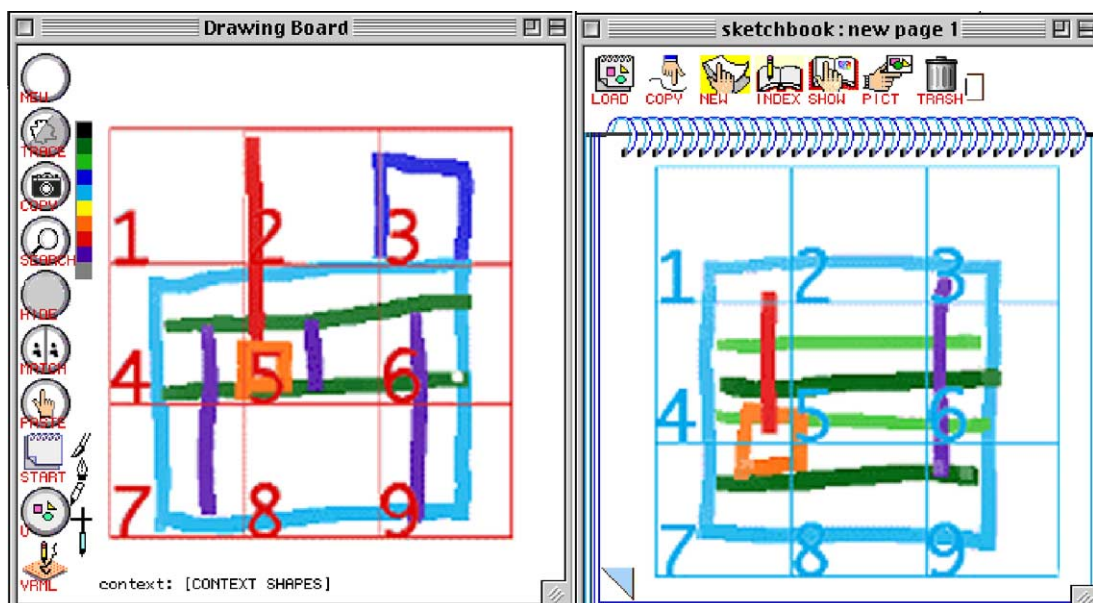 Drawing Board
NEW
TRACE
COPY
SEARCH
HIDE
MATCH
PASTE
START
VRML
1 2 3
4 5 6
7 8 9
context: [CONTEXT SHAPES]
sketchbook : new page 1
LOAD COPY NEW INDEX SHOW PICT TRASH
1 2 3
4 5 6
7 8 9